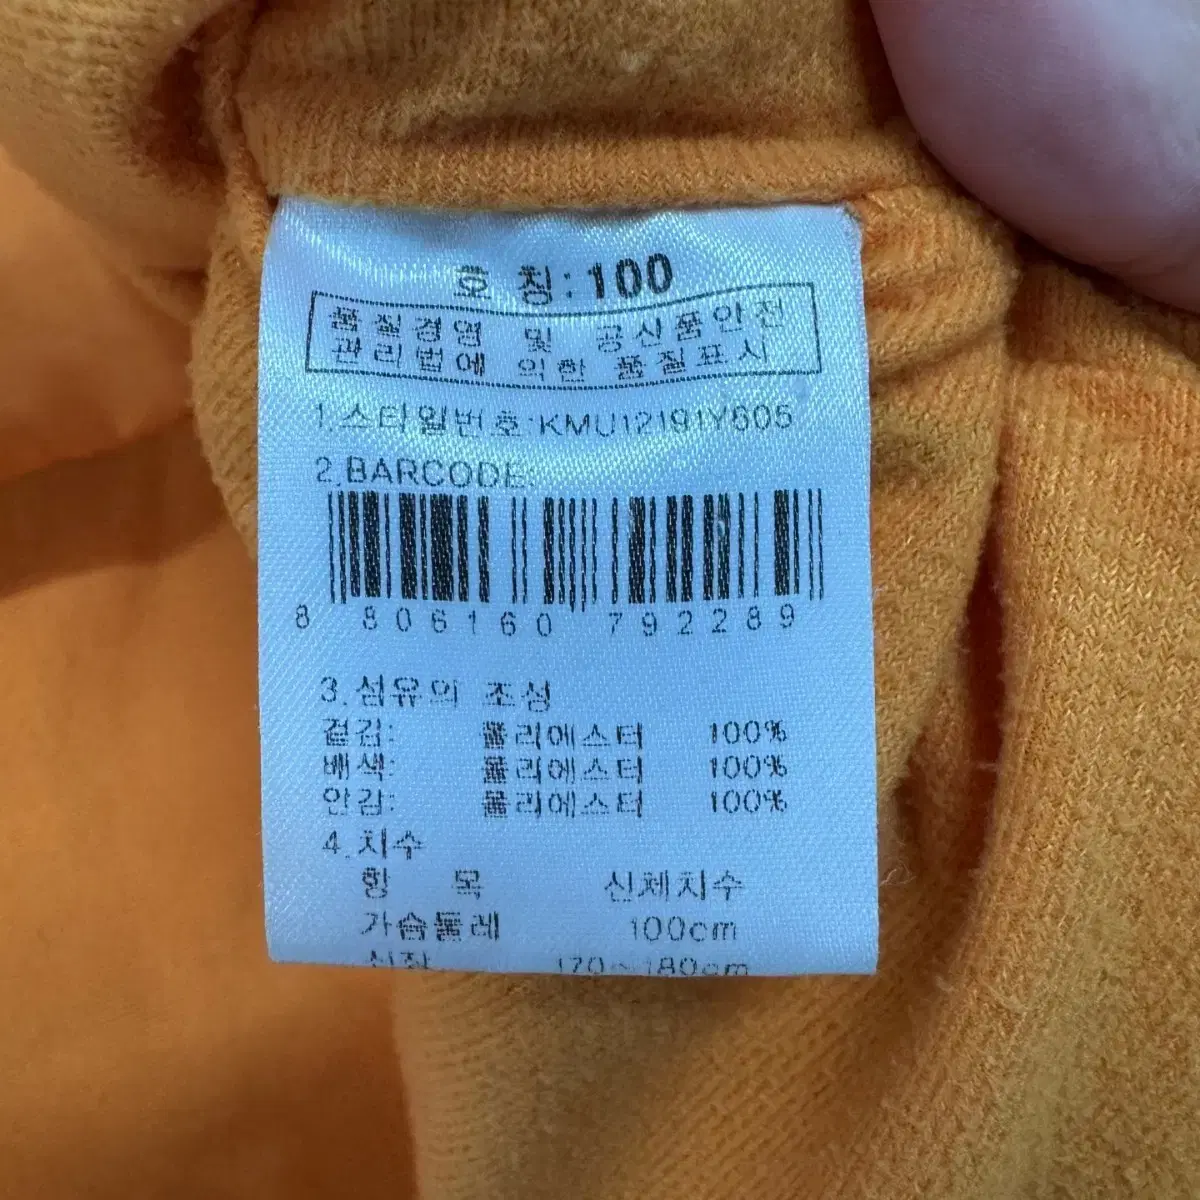 호 칭: 100
품질경영 및 공산품안전
관리법에 의한 품질표시
1.스타일번호:KMU12191Y605
2.BARCODE:
8 806160 792289
3.섬유의 조성
겉감: 폴리에스터 100%
배색: 폴리에스터 100%
안감: 폴리에스터 100%
4.치수
항 목 신체치수
가슴둘레 100cm
신장 170~180cm